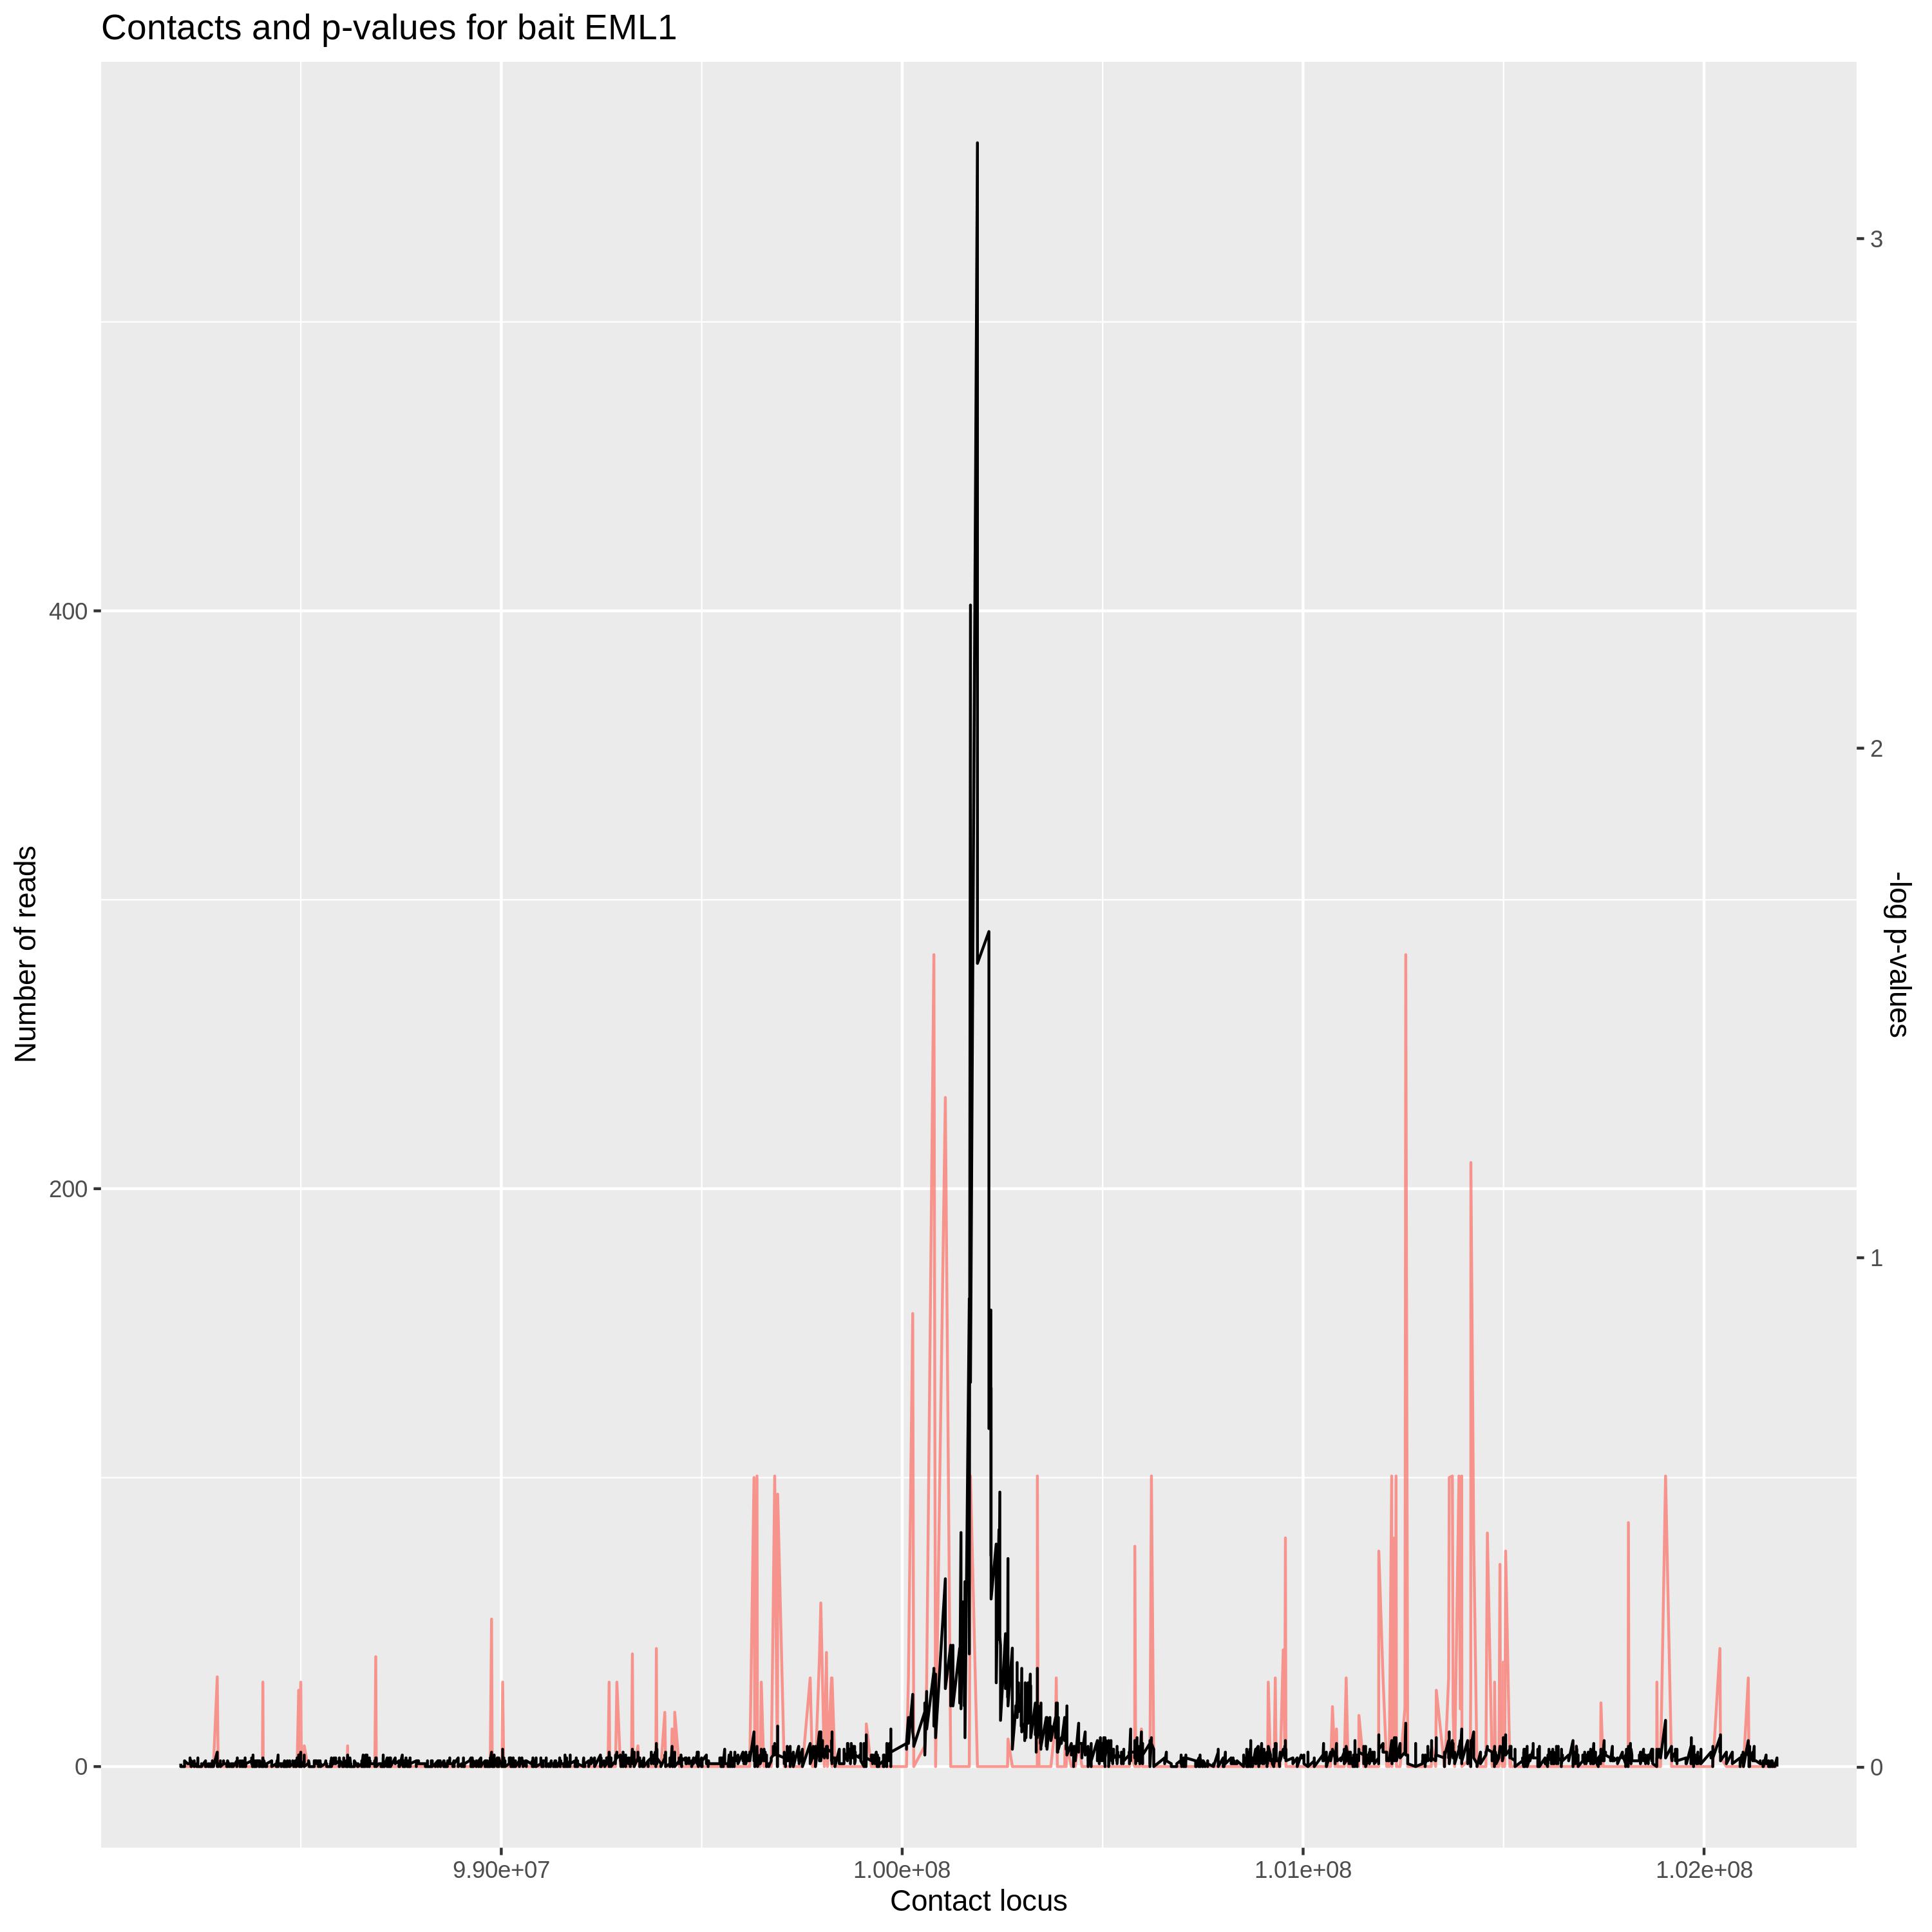 Contacts and p-values for bait EML1
Number of reads
400
200
0
3
2
1
0
-log p-values
9.90e+07
1.00e+08
1.01e+08
1.02e+08
Contact locus